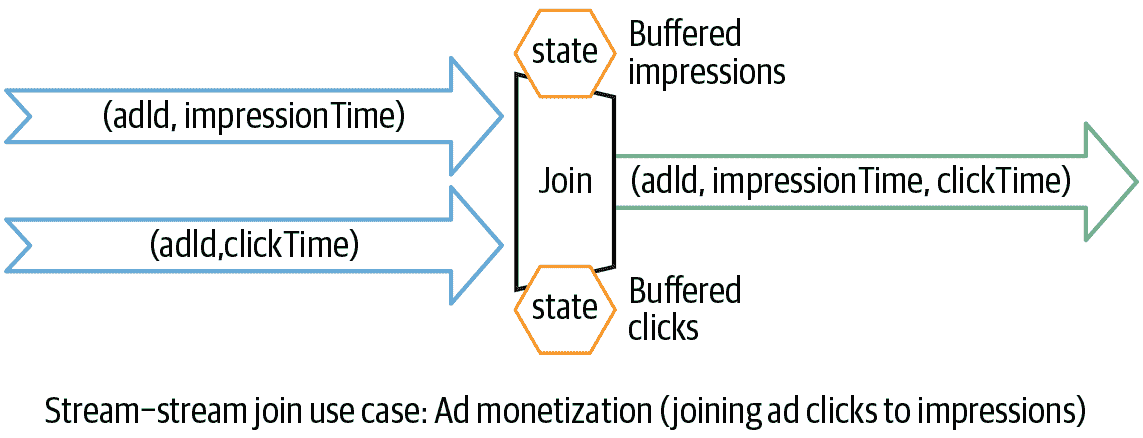 state
Buffered
impressions
(adId, impressionTime)
Join
(adId, impressionTime, clickTime)
(adId,clickTime)
state
Buffered
clicks
Stream–stream join use case: Ad monetization (joining ad clicks to impressions)